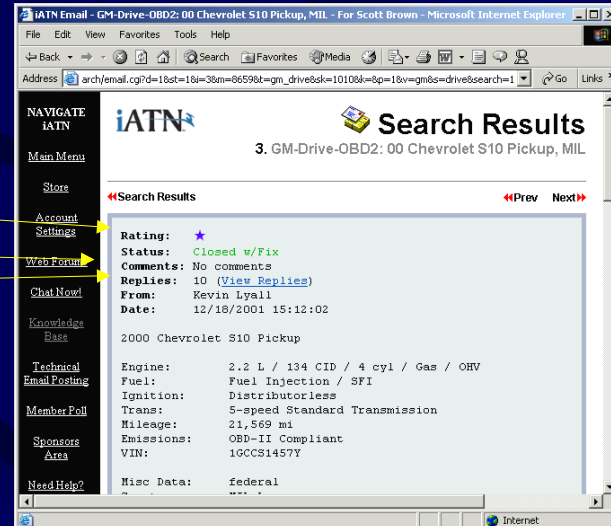 iATN Email - GM-Drive-OBD2: 00 Chevrolet S10 Pickup, MIL - For Scott Brown - Microsoft Internet Explorer
File Edit View Favorites Tools Help
Back Search Favorites Media
Address arch/email.cgi?d=1&st=1&i=3&m=8659&t=gm_drive&sk=1010&k=&p=1&v=gm&s=drive&search=1 Go Links
NAVIGATE
iATN
Main Menu
Store
Account
Settings
Web Forums
Chat Now!
Knowledge
Base
Technical
Email Posting
Member Poll
Sponsors
Area
Need Help?
iATN
Search Results
3. GM-Drive-OBD2: 00 Chevrolet S10 Pickup, MIL
Search Results Prev Next
Rating: ★
Status: Closed w/Fix
Comments: No comments
Replies: 10 (View Replies)
From: Kevin Lyall
Date: 12/18/2001 15:12:02
2000 Chevrolet S10 Pickup
Engine: 2.2 L / 134 CID / 4 cyl / Gas / OHV
Fuel: Fuel Injection / SFI
Ignition: Distributorless
Trans: 5-speed Standard Transmission
Mileage: 21,569 mi
Emissions: OBD-II Compliant
VIN: 1GCCS1457Y
Misc Data: federal
Internet